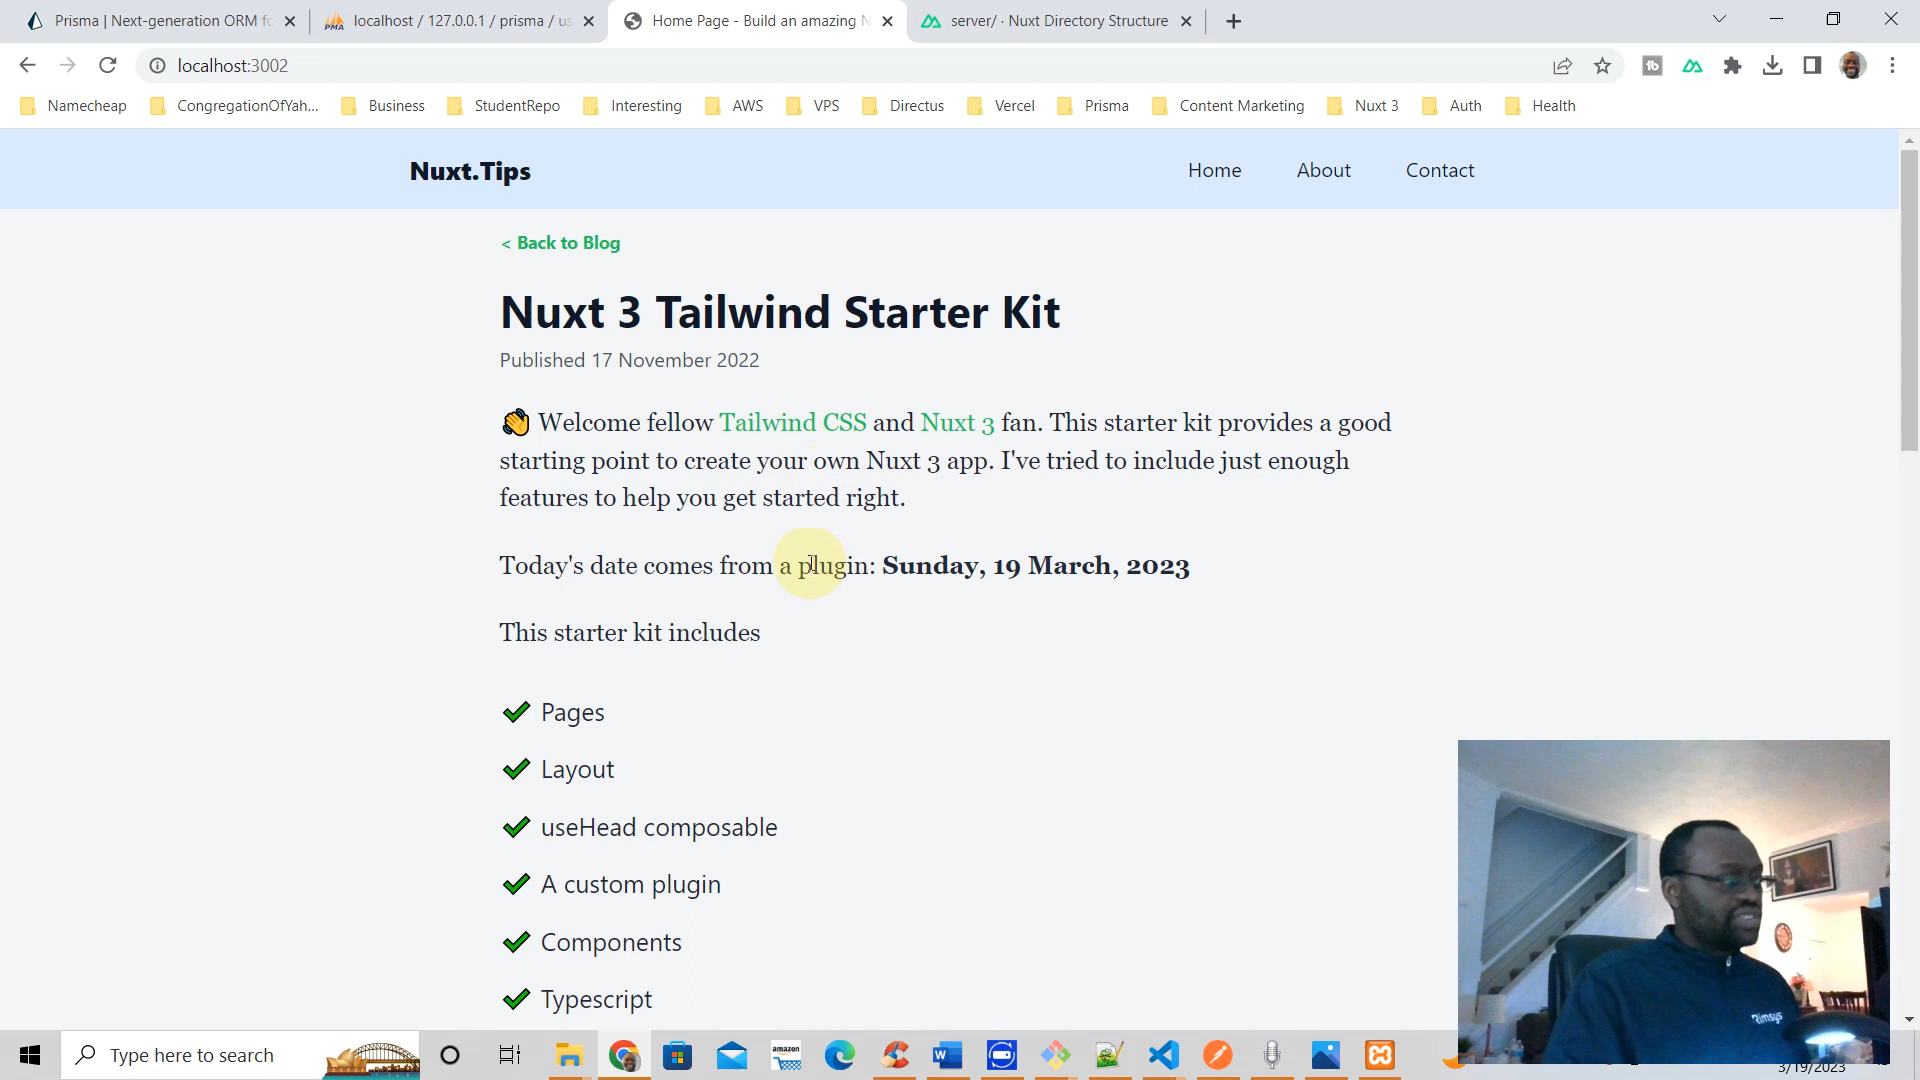 Prisma | Next-generation ORM fo
localhost / 127.0.0.1 / prisma / us
Home Page - Build an amazing N
server/ · Nuxt Directory Structure
localhost:3002
Namecheap
CongregationOfYah...
Business
StudentRepo
Interesting
AWS
VPS
Directus
Vercel
Prisma
Content Marketing
Nuxt 3
Auth
Health
Nuxt.Tips
Home
About
Contact
< Back to Blog
Nuxt 3 Tailwind Starter Kit
Published 17 November 2022
👏 Welcome fellow Tailwind CSS and Nuxt 3 fan. This starter kit provides a good
starting point to create your own Nuxt 3 app. I've tried to include just enough
features to help you get started right.
Today's date comes from a plugin: Sunday, 19 March, 2023
This starter kit includes
✔ Pages
✔ Layout
✔ useHead composable
✔ A custom plugin
✔ Components
✔ Typescript
Rimsys
Type here to search
amazon
3/19/2023